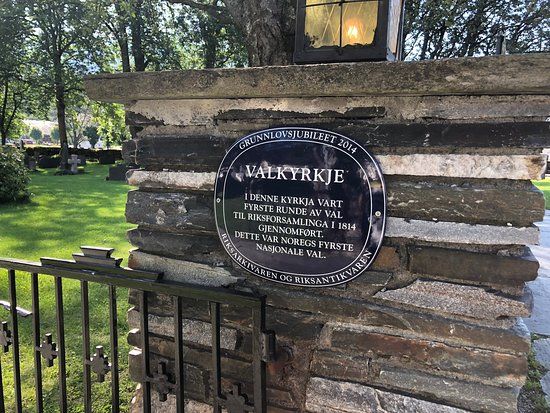 GRUNNLOVSJUBILEET 2014
VALKYRKJE
I DENNE KYRKJA VART
FYRSTE RUNDE AV VAL
TIL RIKSFORSAMLINGA I 1814
GJENNOMFØRT.
DETTE VAR NOREGS FYRSTE
NASJONALE VAL.
RIKSARKIVAREN OG RIKSANTIKVAREN